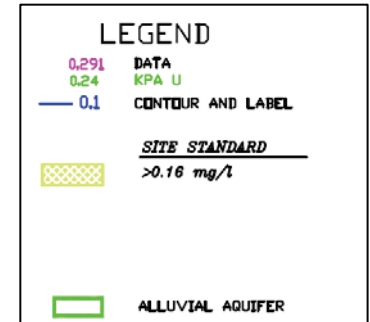 LEGEND
0.291 DATA
0.24 KPA U
0.1 CONTOUR AND LABEL
SITE STANDARD
>0.16 mg/l
ALLUVIAL AQUIFER